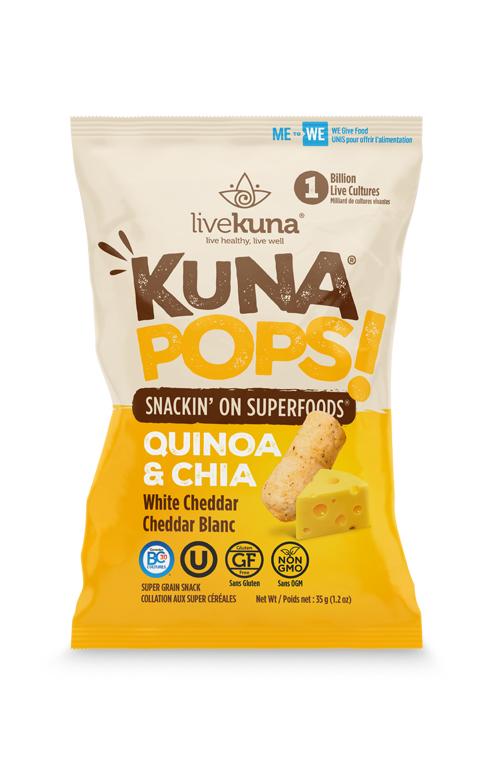 ME TO WE WE Give Food
UNIS pour offrir l'alimentation
1 Billion
Live Cultures
Milliard de cultures vivantes
livekuna®
live healthy, live well
KUNA®
POPS!
SNACKIN' ON SUPERFOODS®
QUINOA
& CHIA
White Cheddar
Cheddar Blanc
BC30
CULTURES
U
Gluten
GF
Free
Sans Gluten
NON
GMO
Sans OGM
SUPER GRAIN SNACK
COLLATION AUX SUPER CÉRÉALES
Net Wt / Poids net : 35 g (1.2 oz)